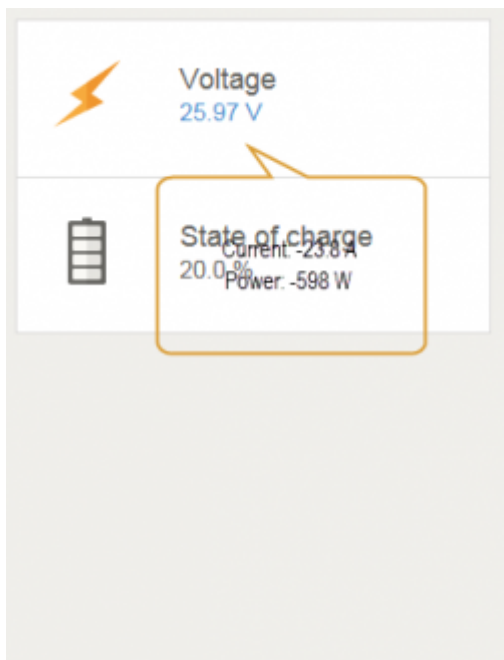 Voltage
25.97 V
State of charge
20.0 %
Current: -23.8 A
Power: -598 W